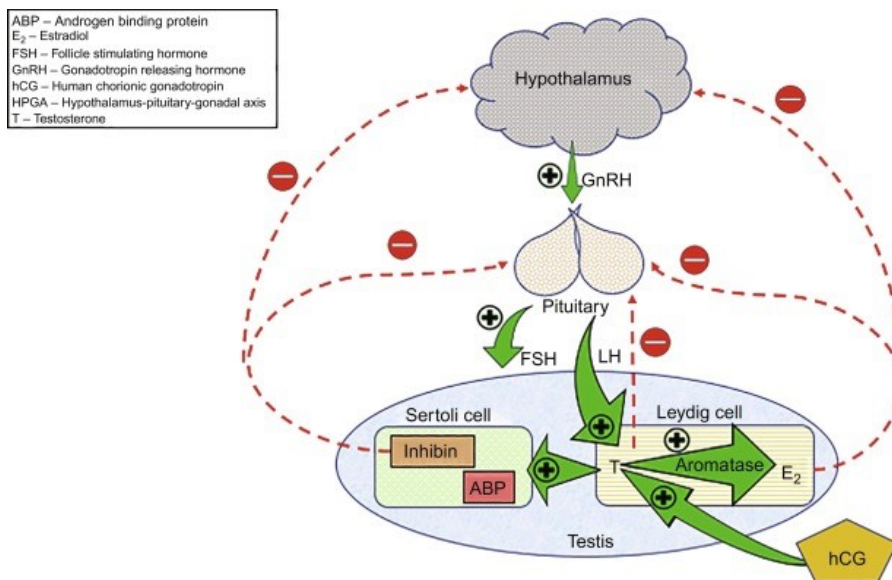 ABP – Androgen binding protein
E₂ – Estradiol
FSH – Follicle stimulating hormone
GnRH – Gonadotropin releasing hormone
hCG – Human chorionic gonadotropin
HPGA – Hypothalamus-pituitary-gonadal axis
T – Testosterone
Hypothalamus
GnRH
Pituitary
FSH
LH
Sertoli cell
Leydig cell
Inhibin
ABP
T
Aromatase
E₂
Testis
hCG